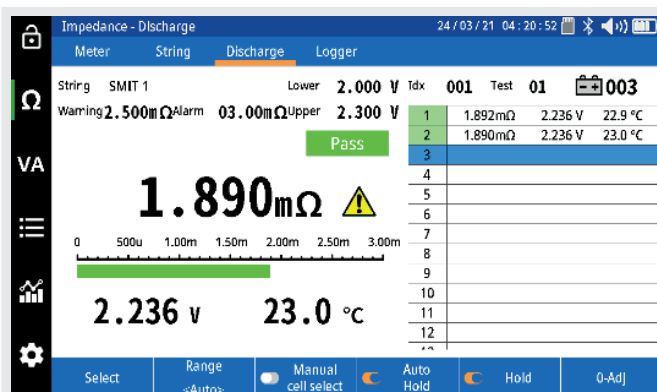 Impedance - Discharge 24/03/21 04:20:52
Meter String Discharge Logger
String SMIT 1 Lower 2.000 V Idx 001 Test 01 003
Warning 2.500mΩ Alarm 03.00mΩ Upper 2.300 V
Pass
1 1.892mΩ 2.236 V 22.9 °C
2 1.890mΩ 2.236 V 23.0 °C
3
4
5
6
7
8
9
10
11
12
Ω
VA
1.890mΩ
0 500u 1.00m 1.50m 2.00m 2.50m 3.00m
2.236 V 23.0 °C
Select
Range
<Auto>
Manual
cell select
Auto
Hold
Hold
0-Adj